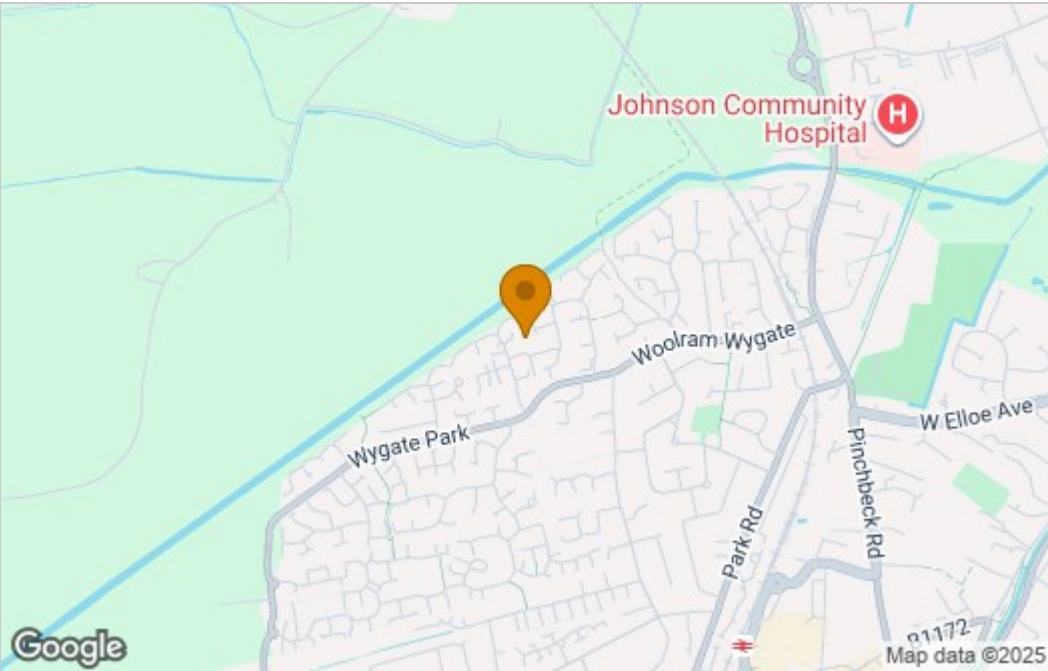 Johnson Community
Hospital
H
Woolram Wygate
W Elloe Ave
Wygate Park
Pinchbeck Rd
Park Rd
B1172
Google
Map data ©2025